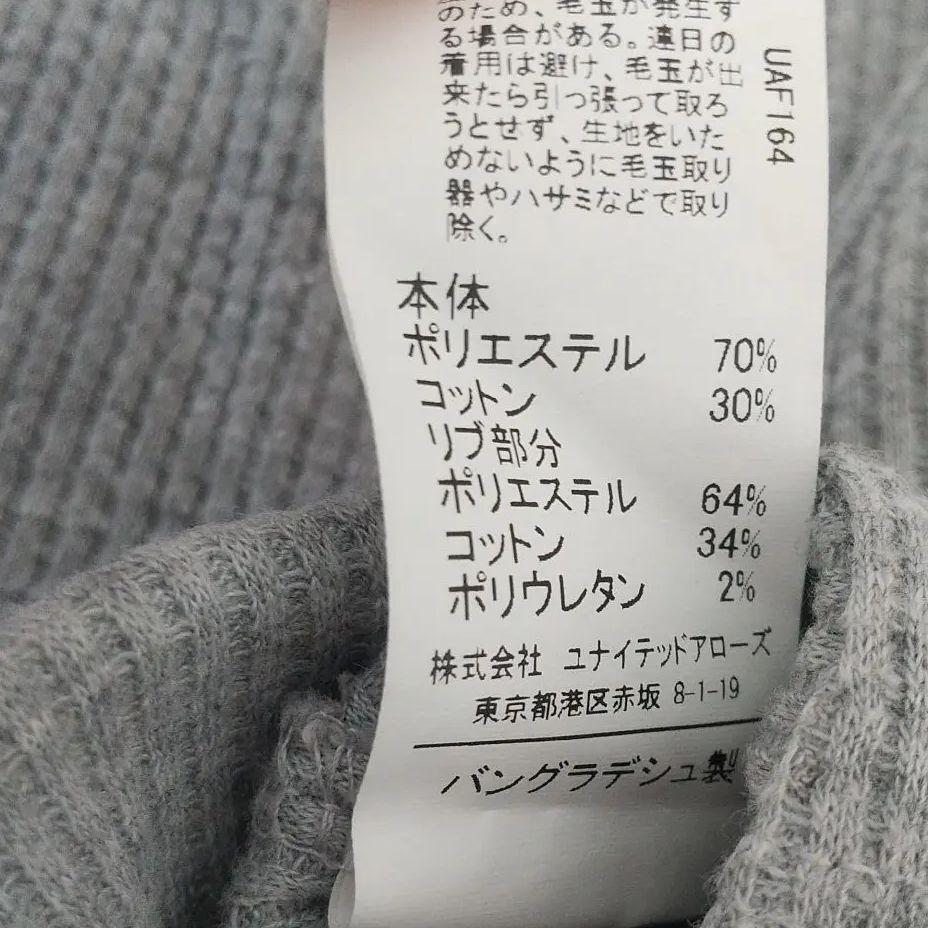 のため、毛玉が発生す
る場合がある。連日の
着用は避け、毛玉が出
来たら引っ張って取ろ
うとせず、生地をいた
めないように毛玉取り
器やハサミなどで取り
除く。
UAF164
本体
ポリエステル 70%
コットン 30%
リブ部分
ポリエステル 64%
コットン 34%
ポリウレタン 2%
株式会社 ユナイテッドアローズ
東京都港区赤坂 8-1-19
バングラデシュ製